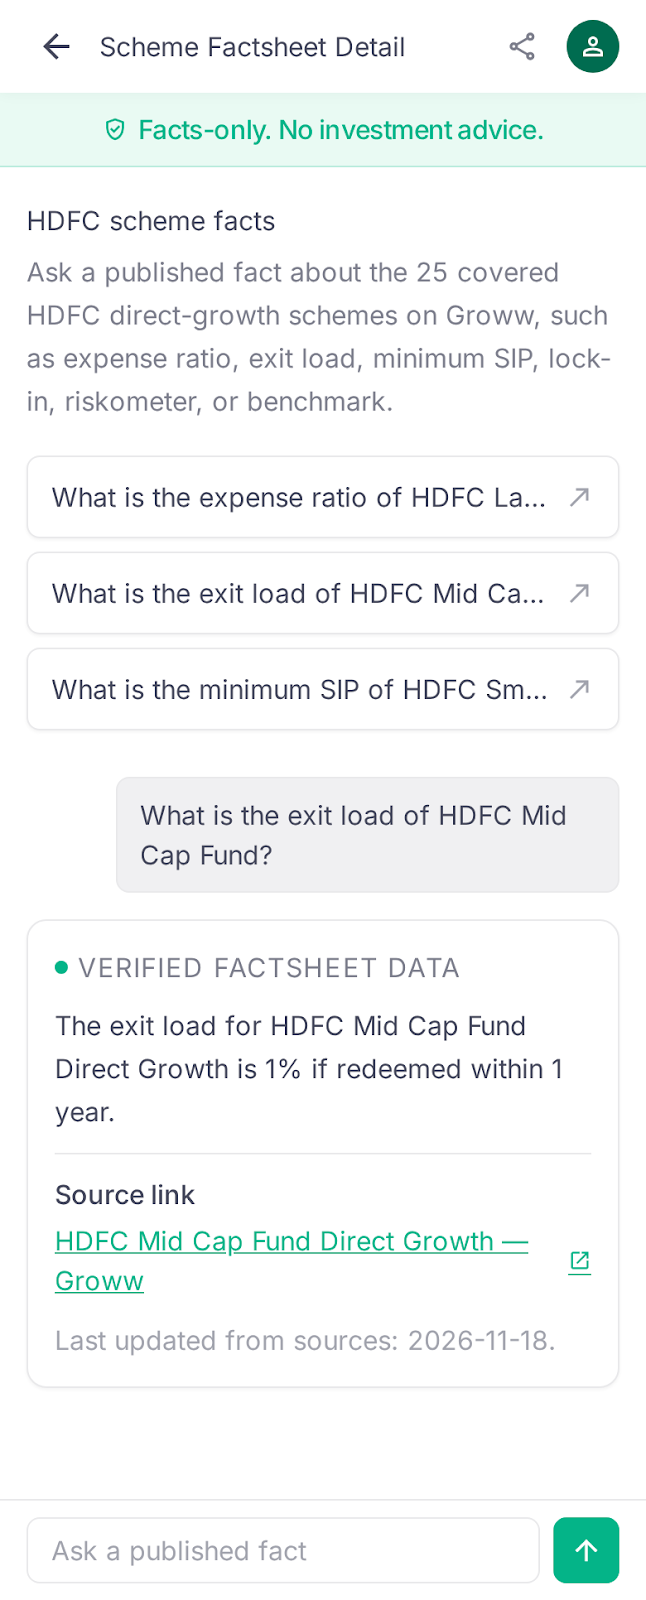 Scheme Factsheet Detail
Facts-only. No investment advice.
HDFC scheme facts
Ask a published fact about the 25 covered
HDFC direct-growth schemes on Groww, such
as expense ratio, exit load, minimum SIP, lock-
in, riskometer, or benchmark.
What is the expense ratio of HDFC La...
What is the exit load of HDFC Mid Ca...
What is the minimum SIP of HDFC Sm...
What is the exit load of HDFC Mid
Cap Fund?
VERIFIED FACTSHEET DATA
The exit load for HDFC Mid Cap Fund
Direct Growth is 1% if redeemed within 1
year.
Source link
HDFC Mid Cap Fund Direct Growth —
Groww
Last updated from sources: 2026-11-18.
Ask a published fact